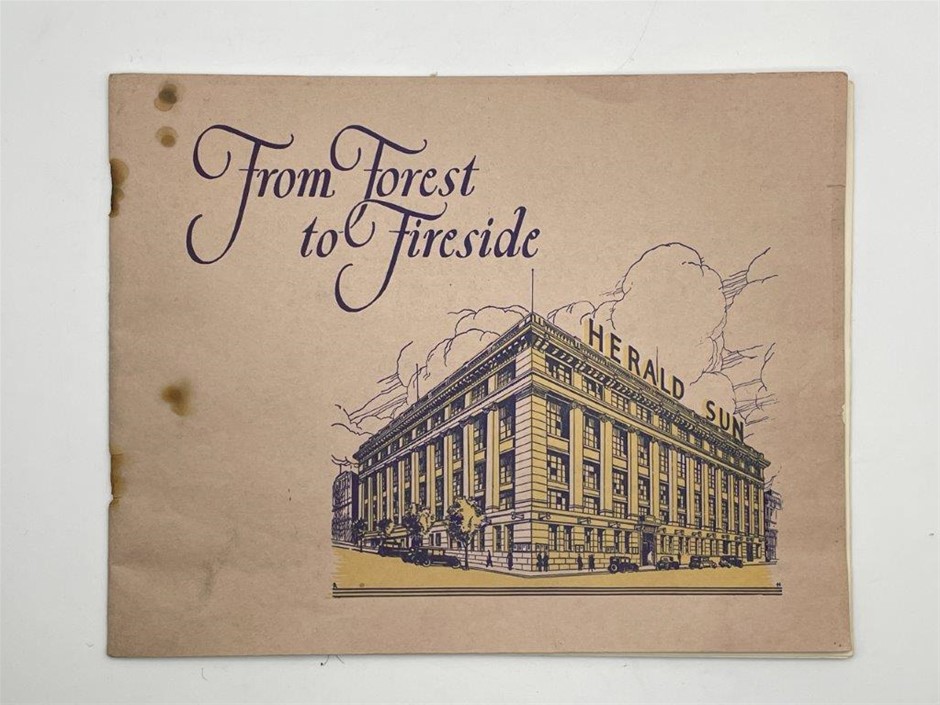 From Forest
to Fireside
HERALD SUN